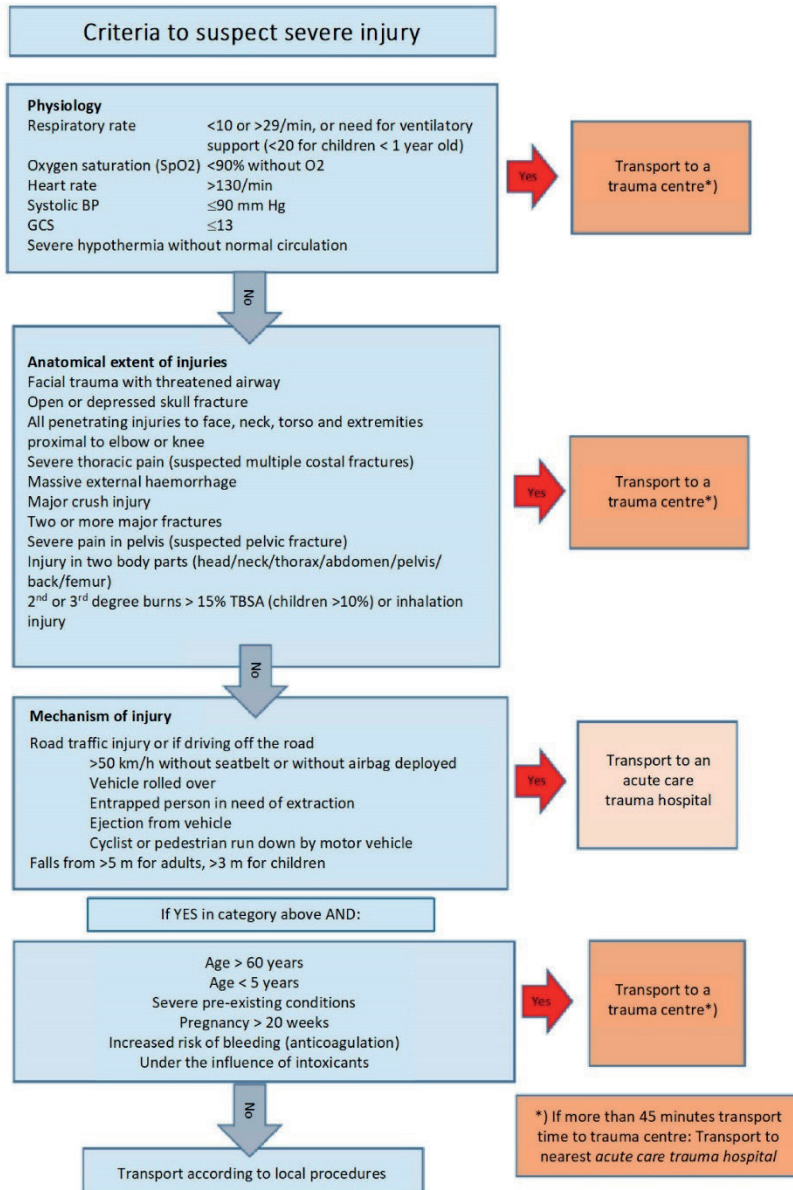 Criteria to suspect severe injury
Physiology
Respiratory rate <10 or >29/min, or need for ventilatory
support (<20 for children < 1 year old)
Oxygen saturation (SpO2) <90% without O2
Heart rate >130/min
Systolic BP ≤90 mm Hg
GCS ≤13
Severe hypothermia without normal circulation
Yes
Transport to a
trauma centre*)
No
Anatomical extent of injuries
Facial trauma with threatened airway
Open or depressed skull fracture
All penetrating injuries to face, neck, torso and extremities
proximal to elbow or knee
Severe thoracic pain (suspected multiple costal fractures)
Massive external haemorrhage
Major crush injury
Two or more major fractures
Severe pain in pelvis (suspected pelvic fracture)
Injury in two body parts (head/neck/thorax/abdomen/pelvis/
back/femur)
2nd or 3rd degree burns > 15% TBSA (children >10%) or inhalation
injury
Yes
Transport to a
trauma centre*)
No
Mechanism of injury
Road traffic injury or if driving off the road
>50 km/h without seatbelt or without airbag deployed
Vehicle rolled over
Entrapped person in need of extraction
Ejection from vehicle
Cyclist or pedestrian run down by motor vehicle
Falls from >5 m for adults, >3 m for children
Yes
Transport to an
acute care
trauma hospital
If YES in category above AND:
Age > 60 years
Age < 5 years
Severe pre-existing conditions
Pregnancy > 20 weeks
Increased risk of bleeding (anticoagulation)
Under the influence of intoxicants
Yes
Transport to a
trauma centre*)
No
Transport according to local procedures
*) If more than 45 minutes transport
time to trauma centre: Transport to
nearest acute care trauma hospital